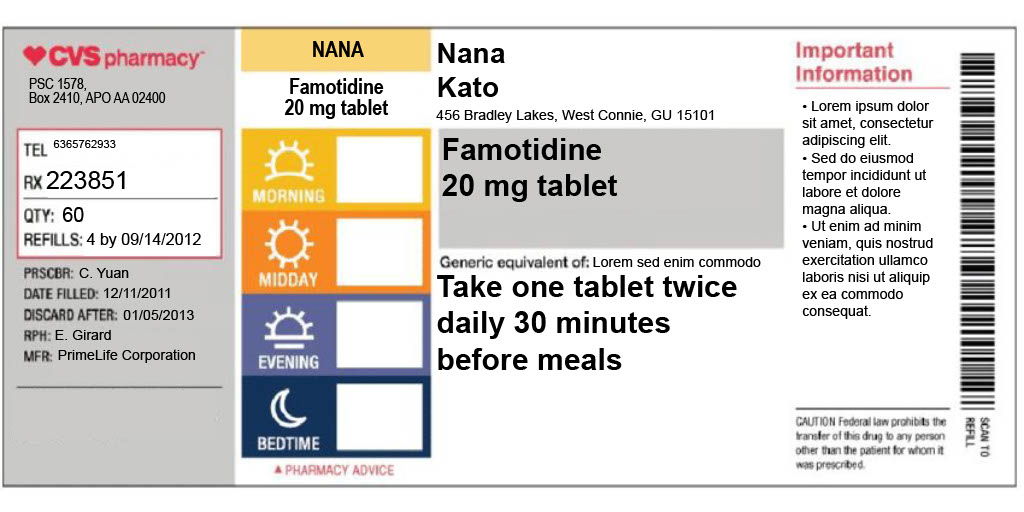 CVS pharmacy™
PSC 1578,
Box 2410, APO AA 02400
TEL 6365762933
RX 223851
QTY: 60
REFILLS: 4 by 09/14/2012
PRSCBR: C. Yuan
DATE FILLED: 12/11/2011
DISCARD AFTER: 01/05/2013
RPH: E. Girard
MFR: PrimeLife Corporation
NANA
Famotidine
20 mg tablet
MORNING
MIDDAY
EVENING
BEDTIME
▲ PHARMACY ADVICE
Nana
Kato
456 Bradley Lakes, West Connie, GU 15101
Famotidine
20 mg tablet
Generic equivalent of: Lorem sed enim commodo
Take one tablet twice
daily 30 minutes
before meals
Important
Information
• Lorem ipsum dolor
sit amet, consectetur
adipiscing elit.
• Sed do eiusmod
tempor incididunt ut
labore et dolore
magna aliqua.
• Ut enim ad minim
veniam, quis nostrud
exercitation ullamco
laboris nisi ut aliquip
ex ea commodo
consequat.
CAUTION Federal law prohibits the
transfer of this drug to any person
other than the patient for whom it
was prescribed.
SCAN TO
REFILL